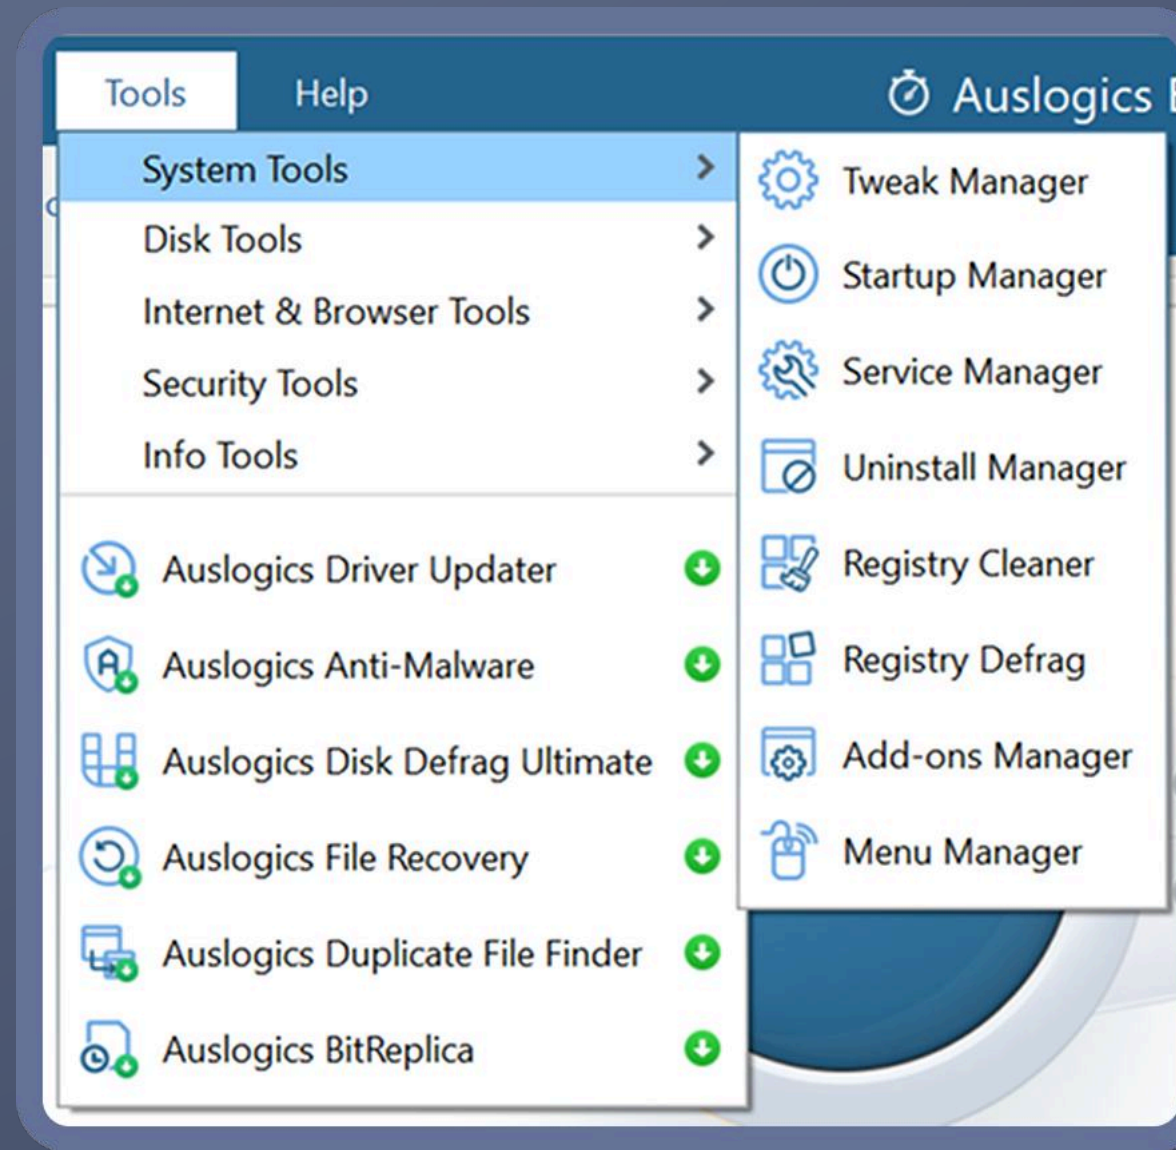 Tools
Help
Auslogics
System Tools
Disk Tools
Internet & Browser Tools
Security Tools
Info Tools
Auslogics Driver Updater
Auslogics Anti-Malware
Auslogics Disk Defrag Ultimate
Auslogics File Recovery
Auslogics Duplicate File Finder
Auslogics BitReplica
Tweak Manager
Startup Manager
Service Manager
Uninstall Manager
Registry Cleaner
Registry Defrag
Add-ons Manager
Menu Manager